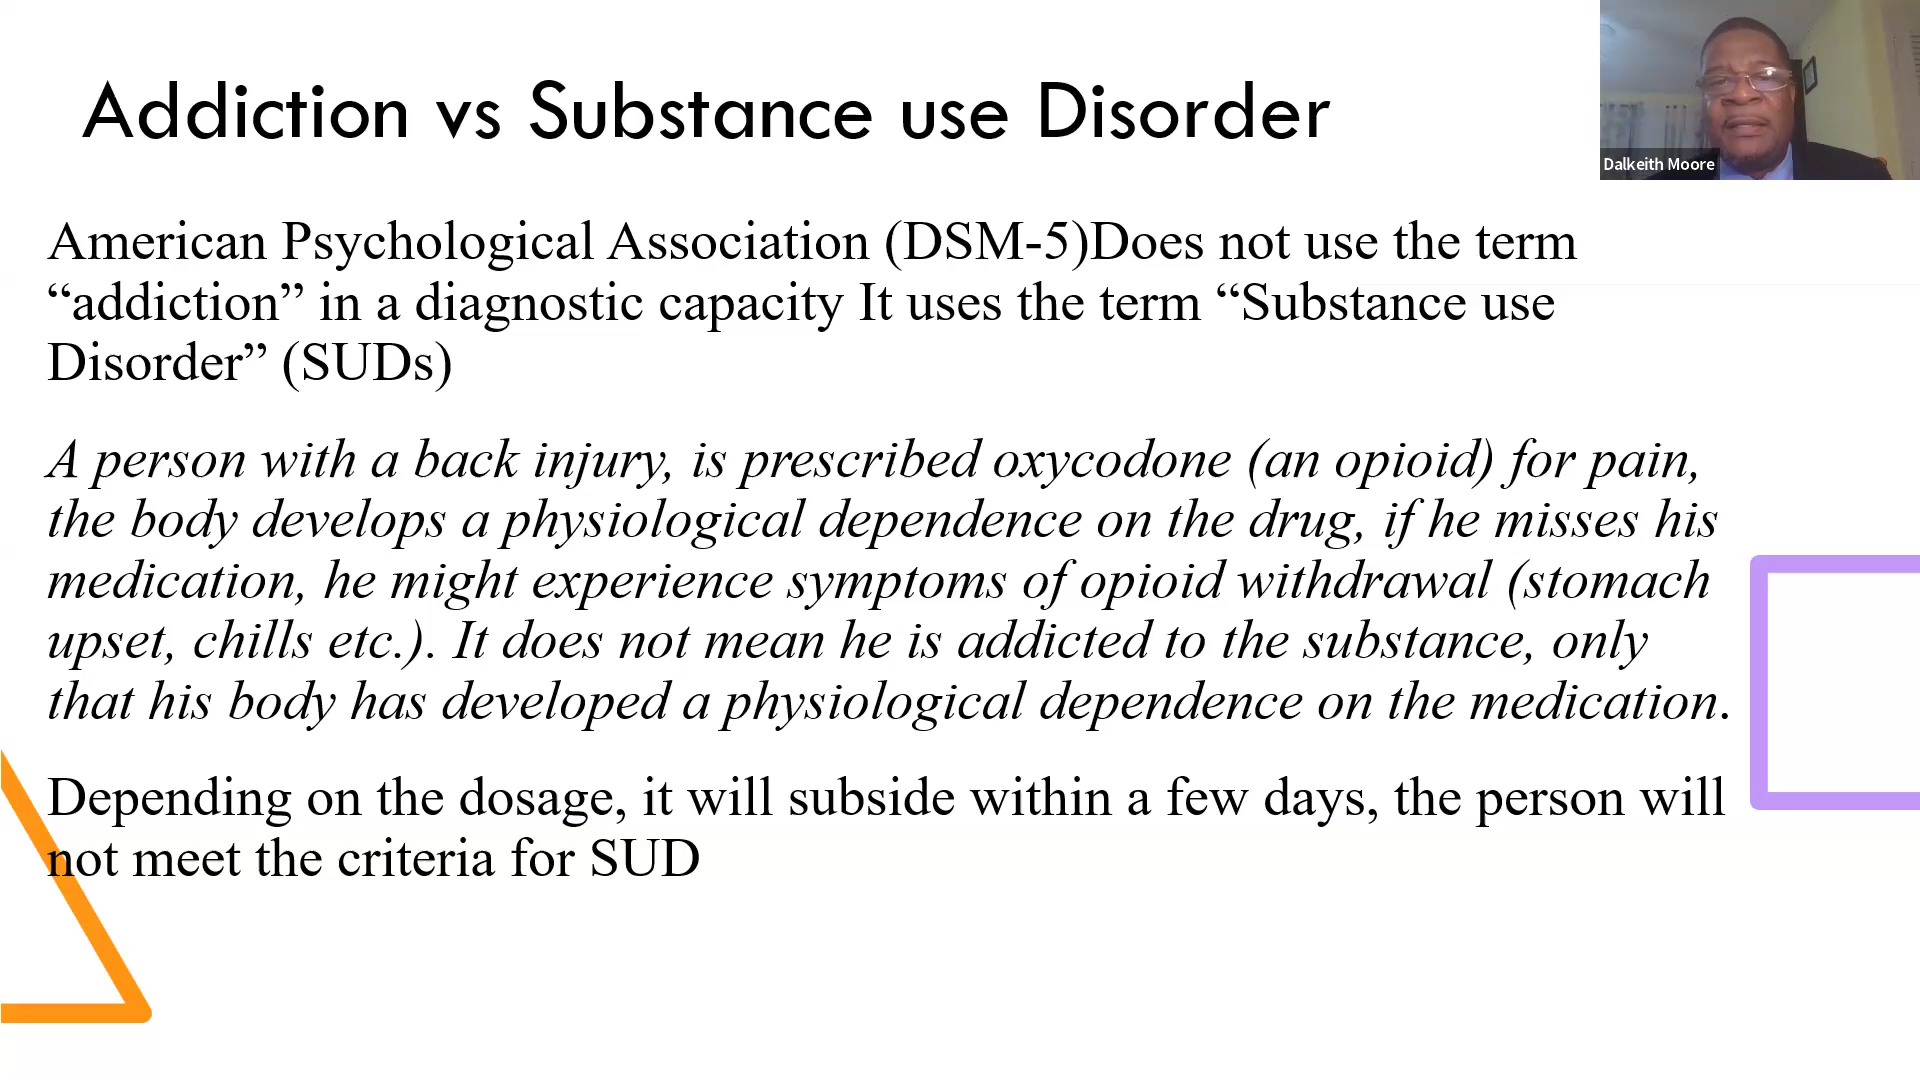 Addiction vs Substance use Disorder
Dalkeith Moore
American Psychological Association (DSM-5)Does not use the term
“addiction” in a diagnostic capacity It uses the term “Substance use
Disorder” (SUDs)
A person with a back injury, is prescribed oxycodone (an opioid) for pain,
the body develops a physiological dependence on the drug, if he misses his
medication, he might experience symptoms of opioid withdrawal (stomach
upset, chills etc.). It does not mean he is addicted to the substance, only
that his body has developed a physiological dependence on the medication.
Depending on the dosage, it will subside within a few days, the person will
not meet the criteria for SUD